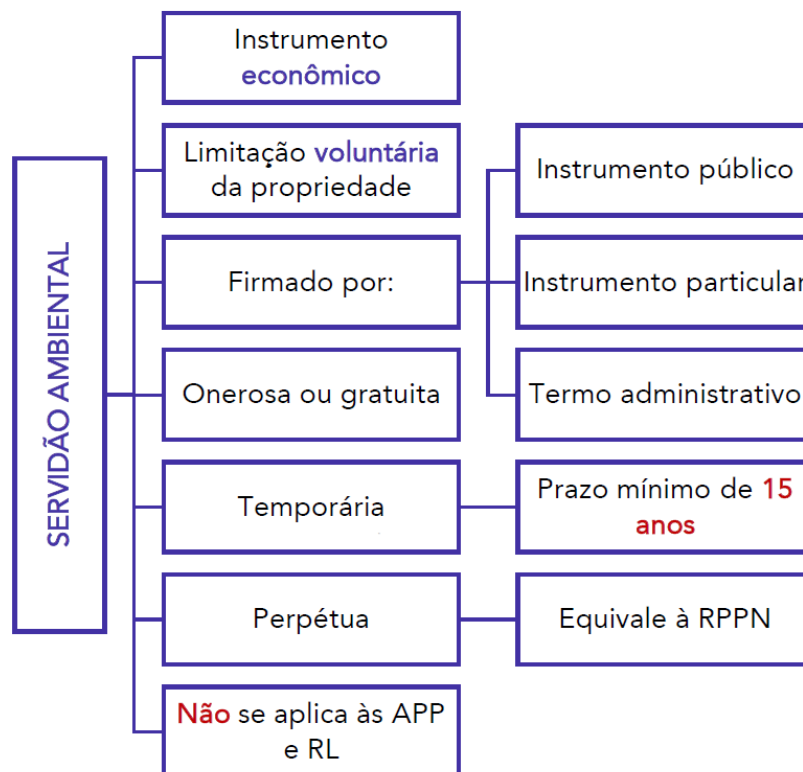 SERVIDÃO AMBIENTAL
Instrumento
econômico
Limitação voluntária
da propriedade
Firmado por:
Instrumento público
Instrumento particular
Termo administrativo
Onerosa ou gratuita
Temporária
Prazo mínimo de 15
anos
Perpétua
Equivale à RPPN
Não se aplica às APP
e RL